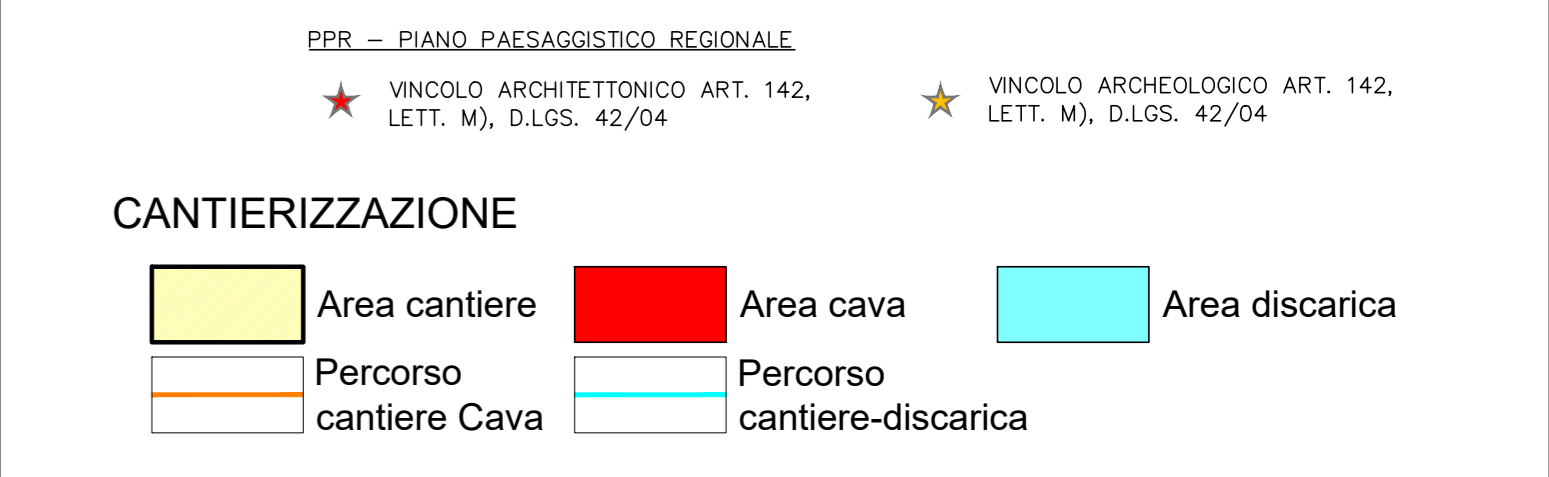 PPR – PIANO PAESAGGISTICO REGIONALE
VINCOLO ARCHITETTONICO ART. 142,
LETT. M), D.LGS. 42/04
VINCOLO ARCHEOLOGICO ART. 142,
LETT. M), D.LGS. 42/04
CANTIERIZZAZIONE
Area cantiere
Area cava
Area discarica
Percorso
cantiere Cava
Percorso
cantiere-discarica